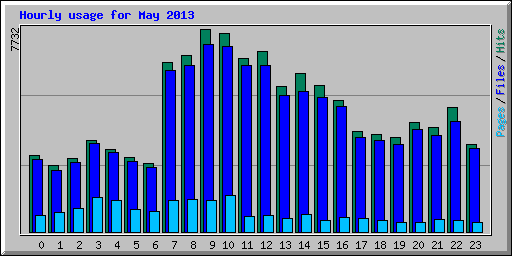 Hourly usage for May 2013
7732
Pages/Files/Hits
0 1 2 3 4 5 6 7 8 9 10 11 12 13 14 15 16 17 18 19 20 21 22 23